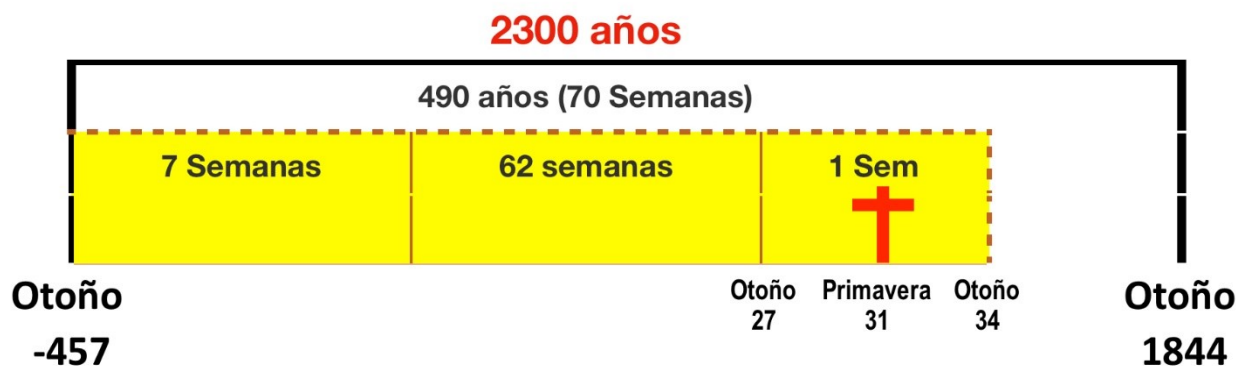 2300 años
490 años (70 Semanas)
7 Semanas
62 semanas
1 Sem
Otoño
-457
Otoño
27
Primavera
31
Otoño
34
Otoño
1844